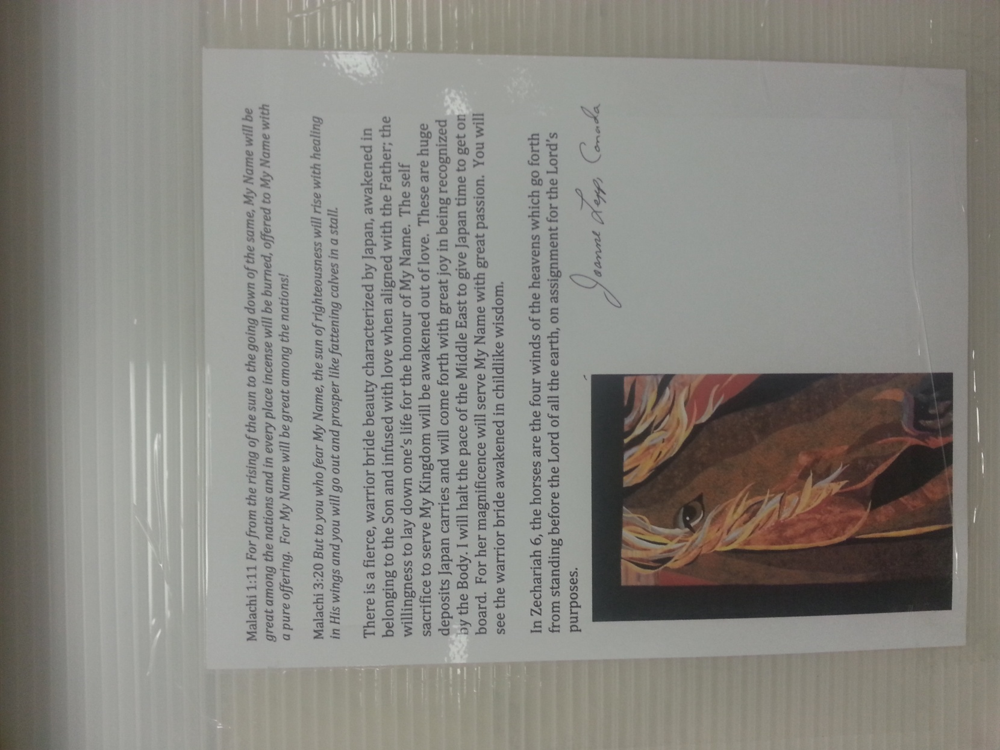 Malachi 1:11 For from the rising of the sun to the going down of the same, My Name will be
great among the nations and in every place incense will be burned, offered to My Name with
a pure offering. For My Name will be great among the nations!
Malachi 3:20 But to you who fear My Name, the sun of righteousness will rise with healing
in His wings and you will go out and prosper like fattening calves in a stall.
There is a fierce, warrior bride beauty characterized by Japan, awakened in
belonging to the Son and infused with love when aligned with the Father; the
willingness to lay down one's life for the honour of My Name. The self
sacrifice to serve My Kingdom will be awakened out of love. These are huge
deposits Japan carries and will come forth with great joy in being recognized
by the Body. I will halt the pace of the Middle East to give Japan time to get on
board. For her magnificence will serve My Name with great passion. You will
see the warrior bride awakened in childlike wisdom.
In Zechariah 6, the horses are the four winds of the heavens which go forth
from standing before the Lord of all the earth, on assignment for the Lord's
purposes.
Joanne Lepp, Canada